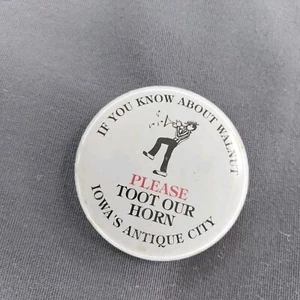 IF YOU KNOW ABOUT WALNUT
PLEASE
TOOT OUR
HORN
IOWA'S ANTIQUE CITY